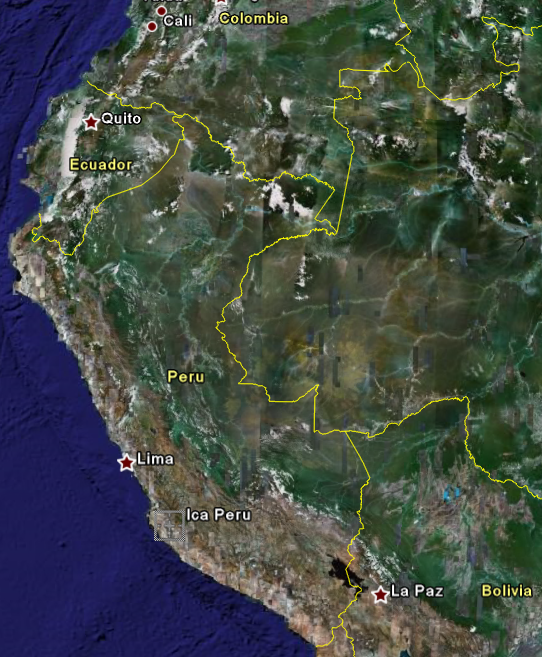 Cali
Colombia
Quito
Ecuador
Peru
Lima
Ica Peru
La Paz
Bolivia